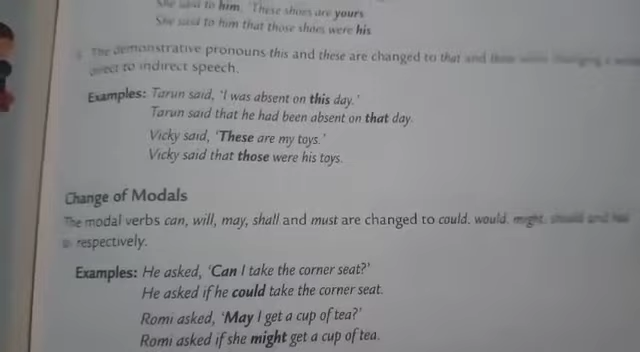 She said to him, 'These shoes are yours
She said to him that those shoes were his
The demonstrative pronouns this and these are changed to that and those when changing a
direct to indirect speech.
Examples: Tarun said, 'I was absent on this day.'
Tarun said that he had been absent on that day.
Vicky said, 'These are my toys.'
Vicky said that those were his toys.
Change of Modals
The modal verbs can, will, may, shall and must are changed to could, would, might, should and
respectively.
Examples: He asked, 'Can I take the corner seat?'
He asked if he could take the corner seat.
Romi asked, 'May I get a cup of tea?'
Romi asked if she might get a cup of tea.